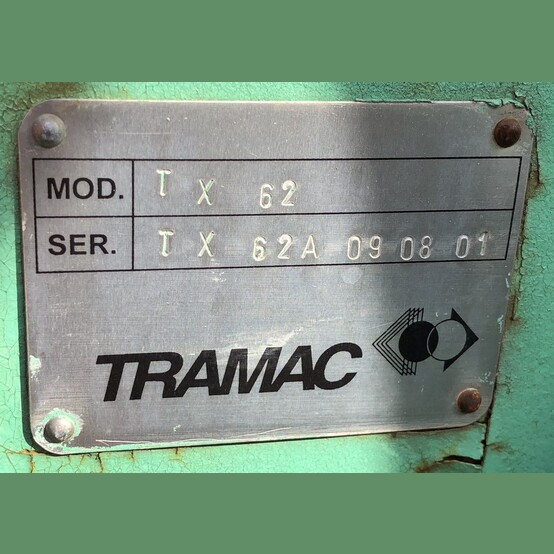 MOD. TX 62
SER. TX 62A 09 08 01
TRAMAC